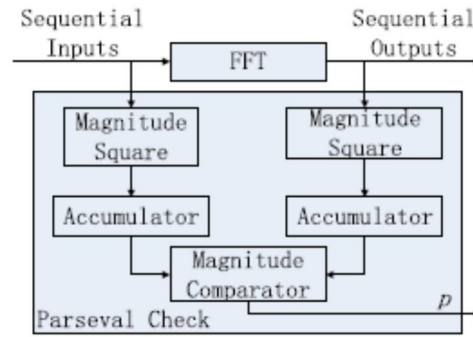 Sequential
Inputs
Sequential
Outputs
FFT
Magnitude
Square
Magnitude
Square
Accumulator
Accumulator
Magnitude
Comparator
p
Parseval Check